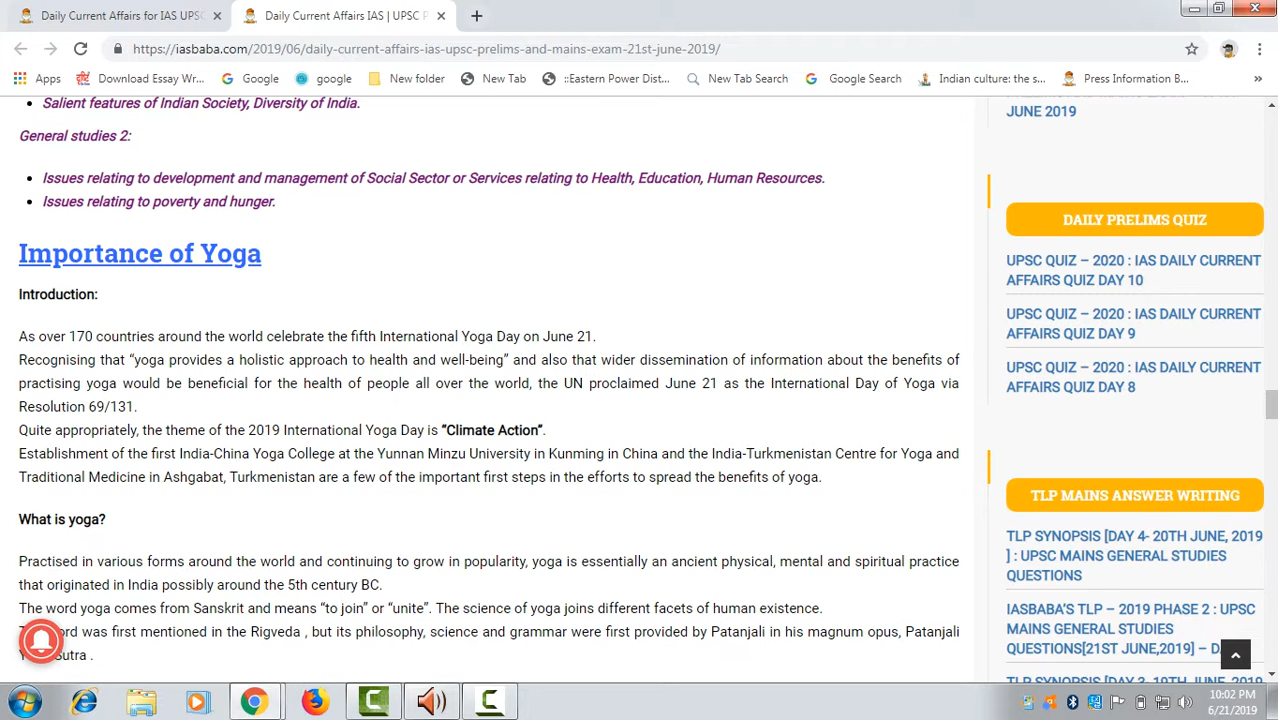 Daily Current Affairs for IAS UPSC
Daily Current Affairs IAS | UPSC P
https://iasbaba.com/2019/06/daily-current-affairs-ias-upsc-prelims-and-mains-exam-21st-june-2019/
Apps
Download Essay Wr...
Google
google
New folder
New Tab
::Eastern Power Dist...
New Tab Search
Google Search
Indian culture: the s...
Press Information B...
»
Salient features of Indian Society, Diversity of India.
General studies 2:
Issues relating to development and management of Social Sector or Services relating to Health, Education, Human Resources.
Issues relating to poverty and hunger.
Importance of Yoga
Introduction:
As over 170 countries around the world celebrate the fifth International Yoga Day on June 21.
Recognising that “yoga provides a holistic approach to health and well-being” and also that wider dissemination of information about the benefits of
practising yoga would be beneficial for the health of people all over the world, the UN proclaimed June 21 as the International Day of Yoga via
Resolution 69/131.
Quite appropriately, the theme of the 2019 International Yoga Day is “Climate Action”.
Establishment of the first India-China Yoga College at the Yunnan Minzu University in Kunming in China and the India-Turkmenistan Centre for Yoga and
Traditional Medicine in Ashgabat, Turkmenistan are a few of the important first steps in the efforts to spread the benefits of yoga.
What is yoga?
Practised in various forms around the world and continuing to grow in popularity, yoga is essentially an ancient physical, mental and spiritual practice
that originated in India possibly around the 5th century BC.
The word yoga comes from Sanskrit and means “to join” or “unite”. The science of yoga joins different facets of human existence.
was first mentioned in the Rigveda , but its philosophy, science and grammar were first provided by Patanjali in his magnum opus, Patanjali
Sutra .
JUNE 2019
DAILY PRELIMS QUIZ
UPSC QUIZ – 2020 : IAS DAILY CURRENT
AFFAIRS QUIZ DAY 10
UPSC QUIZ – 2020 : IAS DAILY CURRENT
AFFAIRS QUIZ DAY 9
UPSC QUIZ – 2020 : IAS DAILY CURRENT
AFFAIRS QUIZ DAY 8
TLP MAINS ANSWER WRITING
TLP SYNOPSIS [DAY 4- 20TH JUNE, 2019
] : UPSC MAINS GENERAL STUDIES
QUESTIONS
IASBABA’S TLP – 2019 PHASE 2 : UPSC
MAINS GENERAL STUDIES
QUESTIONS[21ST JUNE,2019] –
TLP SYNOPSIS [DAY 3- 19TH JUNE, 2019
10:02 PM
6/21/2019